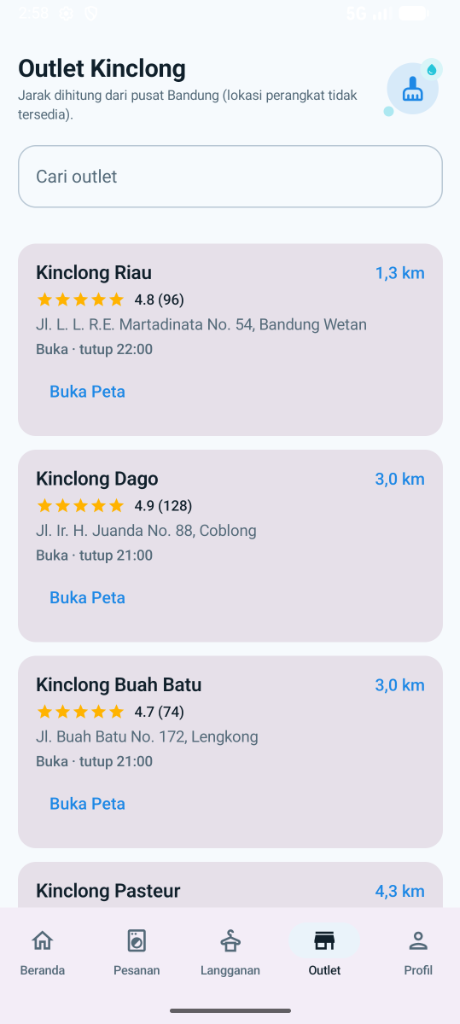 2:58
5G
Outlet Kinclong
Jarak dihitung dari pusat Bandung (lokasi perangkat tidak
tersedia).
Cari outlet
Kinclong Riau
1,3 km
4.8 (96)
Jl. L. L. R.E. Martadinata No. 54, Bandung Wetan
Buka · tutup 22:00
Buka Peta
Kinclong Dago
3,0 km
4.9 (128)
Jl. Ir. H. Juanda No. 88, Coblong
Buka · tutup 21:00
Buka Peta
Kinclong Buah Batu
3,0 km
4.7 (74)
Jl. Buah Batu No. 172, Lengkong
Buka · tutup 21:00
Buka Peta
Kinclong Pasteur
4,3 km
Beranda
Pesanan
Langganan
Outlet
Profil